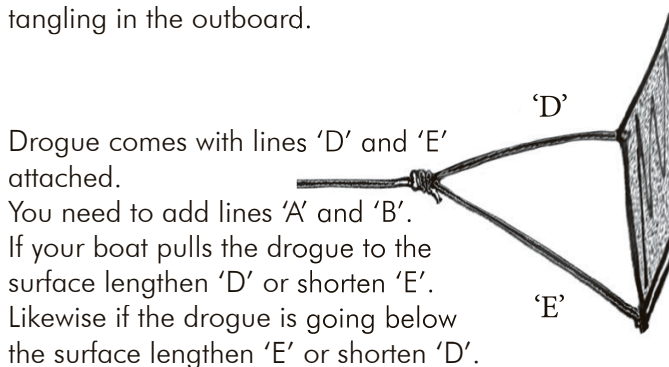 tangling in the outboard.
'D'
Drogue comes with lines 'D' and 'E'
attached.
You need to add lines 'A' and 'B'.
If your boat pulls the drogue to the
surface lengthen 'D' or shorten 'E'.
Likewise if the drogue is going below
the surface lengthen 'E' or shorten 'D'.
'E'